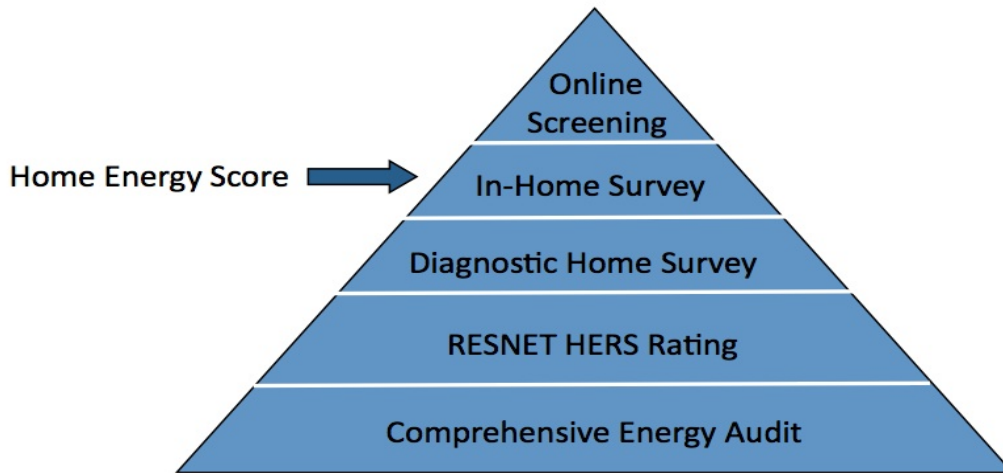 Online
Screening
Home Energy Score
In-Home Survey
Diagnostic Home Survey
RESNET HERS Rating
Comprehensive Energy Audit